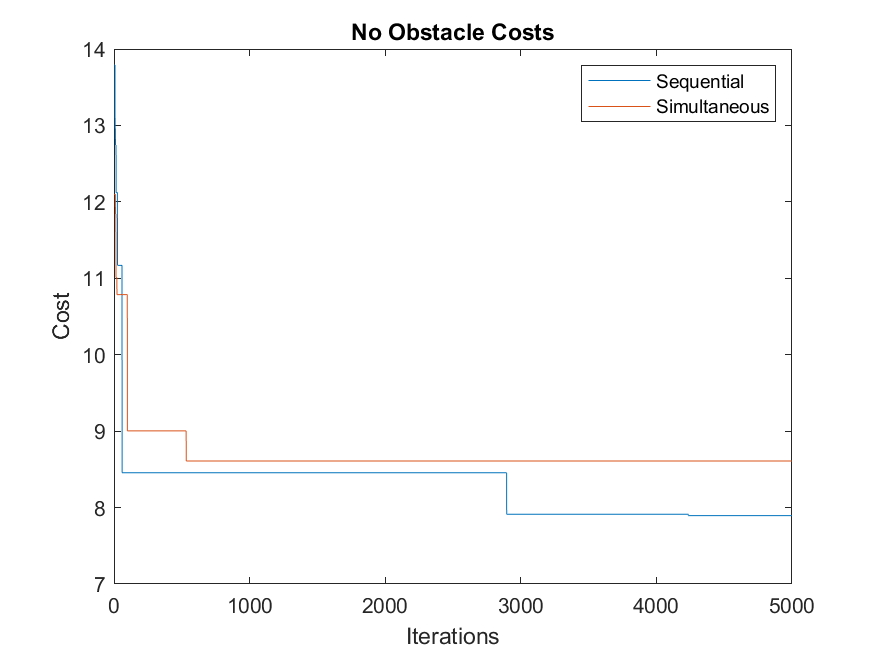 No Obstacle Costs
14
13
12
11
10
9
8
7
Cost
Sequential
Simultaneous
0 1000 2000 3000 4000 5000
Iterations